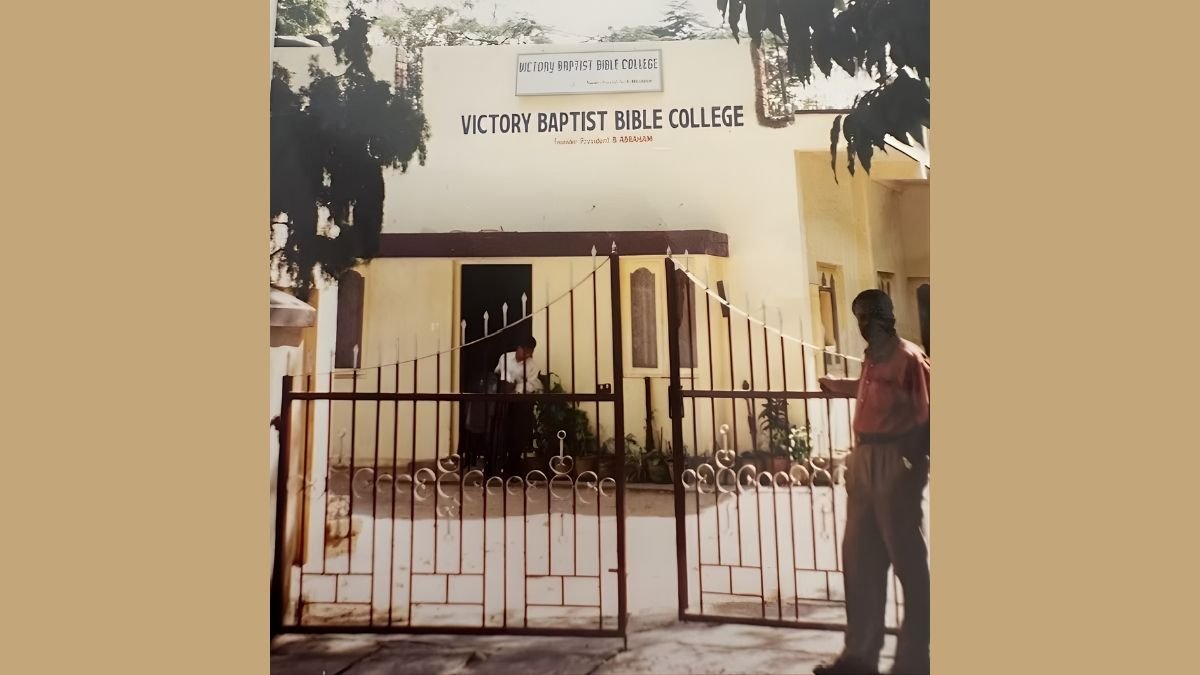 VICTORY BAPTIST BIBLE COLLEGE
VICTORY BAPTIST BIBLE COLLEGE
Founder President B ABRAHAM